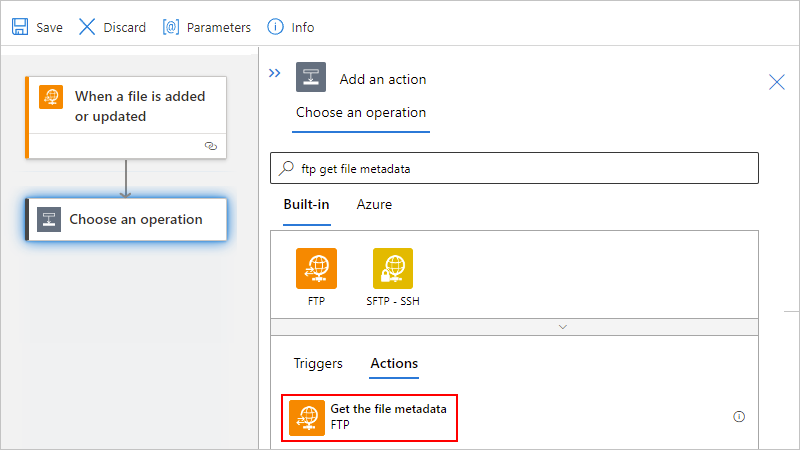 Save Discard Parameters Info
When a file is added
or updated
Choose an operation
Add an action
Choose an operation
ftp get file metadata
Built-in Azure
FTP SFTP - SSH
Triggers Actions
Get the file metadata
FTP